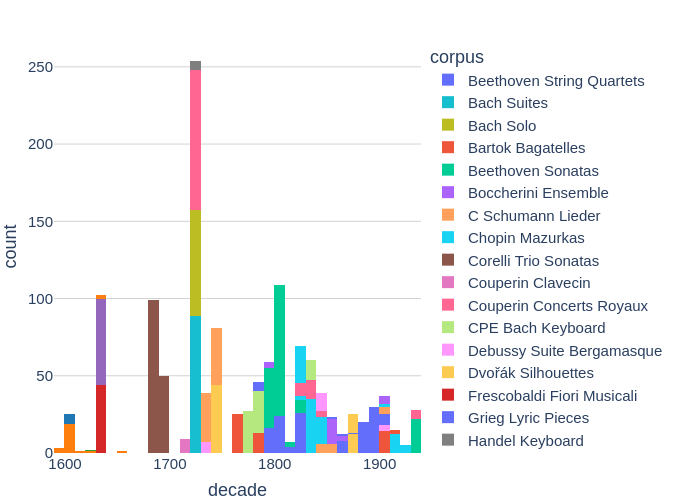 corpus
250
200
150
100
50
0
count
1600
1700
1800
1900
decade
Beethoven String Quartets
Bach Suites
Bach Solo
Bartok Bagatelles
Beethoven Sonatas
Boccherini Ensemble
C Schumann Lieder
Chopin Mazurkas
Corelli Trio Sonatas
Couperin Clavecin
Couperin Concerts Royaux
CPE Bach Keyboard
Debussy Suite Bergamasque
Dvořák Silhouettes
Frescobaldi Fiori Musicali
Grieg Lyric Pieces
Handel Keyboard